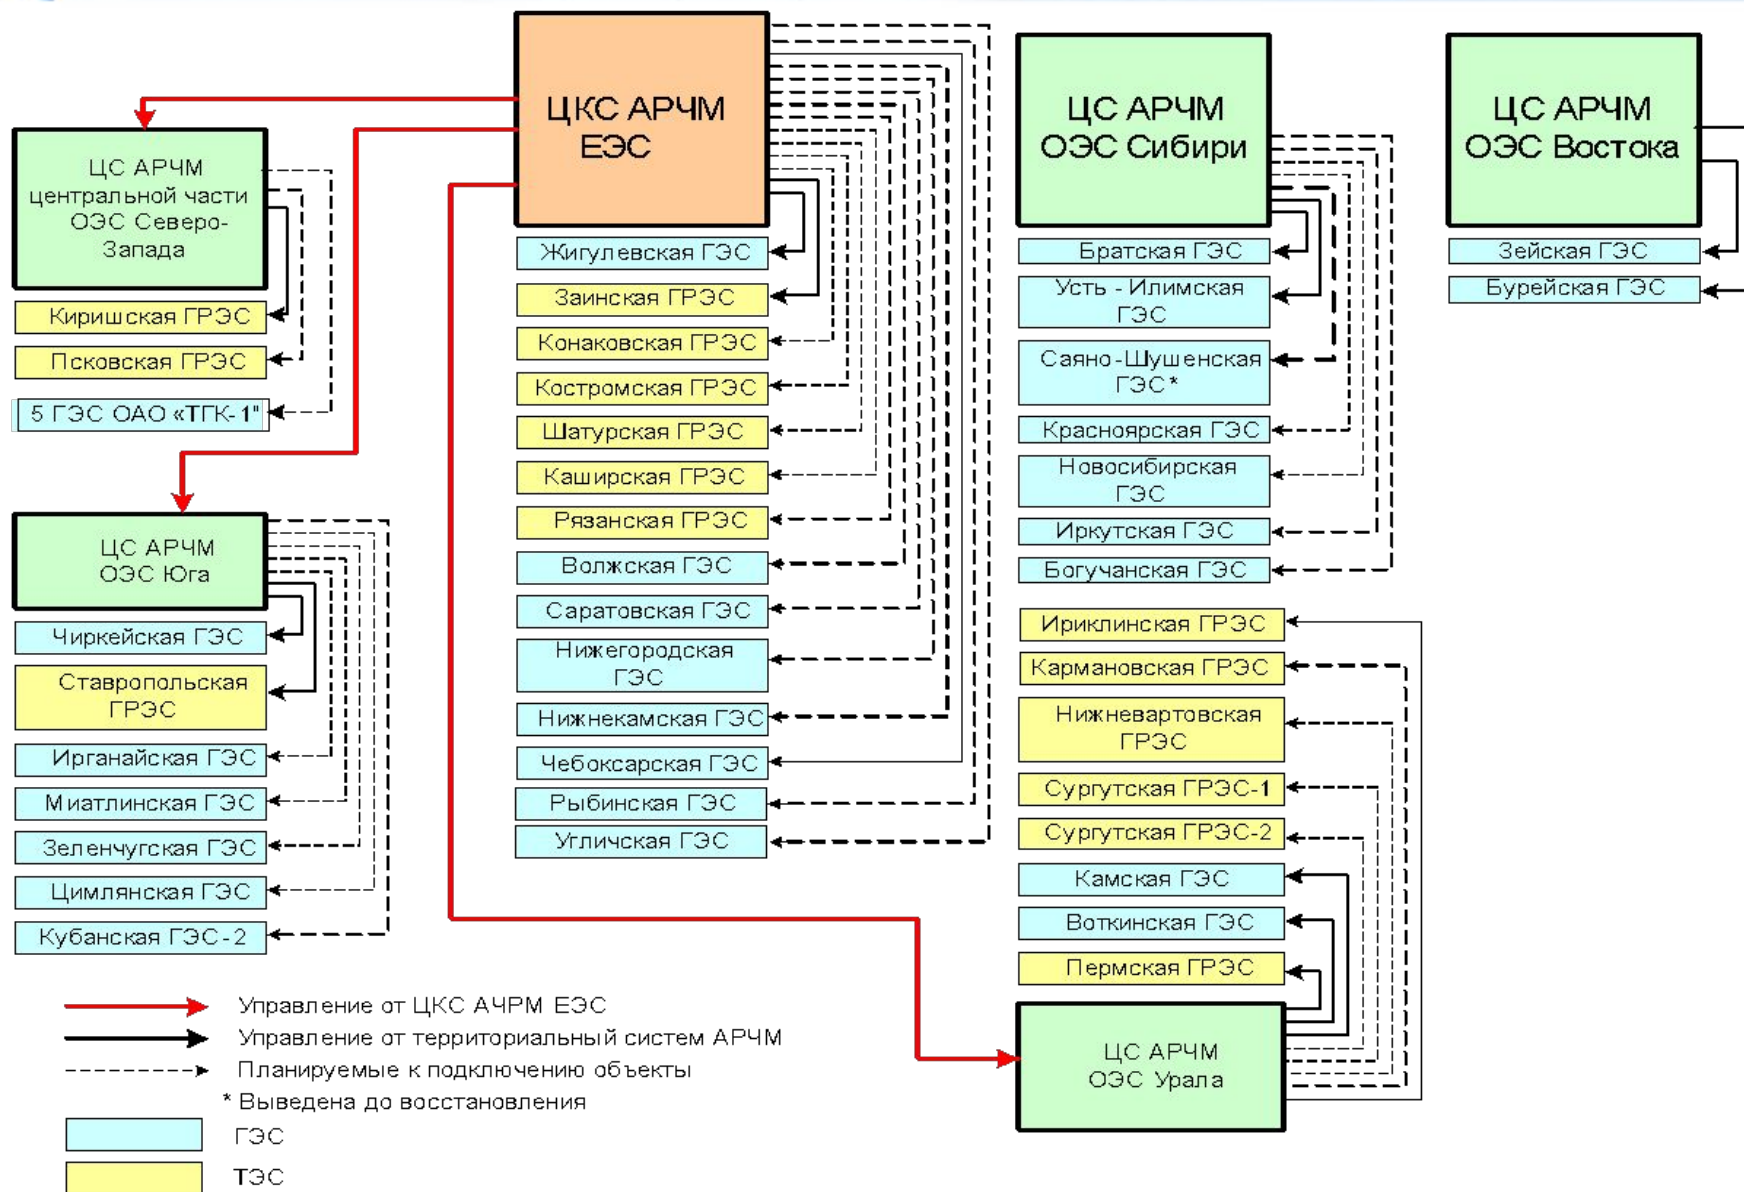 ЦКС АРЧМ
ЕЭС
ЦС АРЧМ
ОЭС Сибири
ЦС АРЧМ
ОЭС Востока
ЦС АРЧМ
центральной части
ОЭС Северо-
Запада
Киришская ГРЭС
Псковская ГРЭС
5 ГЭС ОАО «ТГК-1"
ЦС АРЧМ
ОЭС Юга
Чиркейская ГЭС
Ставропольская
ГРЭС
Ирганайская ГЭС
Миатлинская ГЭС
Зеленчугская ГЭС
Цимлянская ГЭС
Кубанская ГЭС-2
Жигулевская ГЭС
Заинская ГРЭС
Конаковская ГРЭС
Костромская ГРЭС
Шатурская ГРЭС
Каширская ГРЭС
Рязанская ГРЭС
Волжская ГЭС
Саратовская ГЭС
Нижегородская
ГЭС
Нижнекамская ГЭС
Чебоксарская ГЭС
Рыбинская ГЭС
Угличская ГЭС
Братская ГЭС
Усть - Илимская
ГЭС
Саяно-Шушенская
ГЭС*
Красноярская ГЭС
Новосибирская
ГЭС
Иркутская ГЭС
Богучанская ГЭС
Зейская ГЭС
Бурейская ГЭС
Ириклинская ГРЭС
Кармановская ГРЭС
Нижневартовская
ГРЭС
Сургутская ГРЭС-1
Сургутская ГРЭС-2
Камская ГЭС
Воткинская ГЭС
Пермская ГРЭС
ЦС АРЧМ
ОЭС Урала
Управление от ЦКС АЧРМ ЕЭС
Управление от территориальный систем АРЧМ
Планируемые к подключению объекты
* Выведена до восстановления
ГЭС
ТЭС